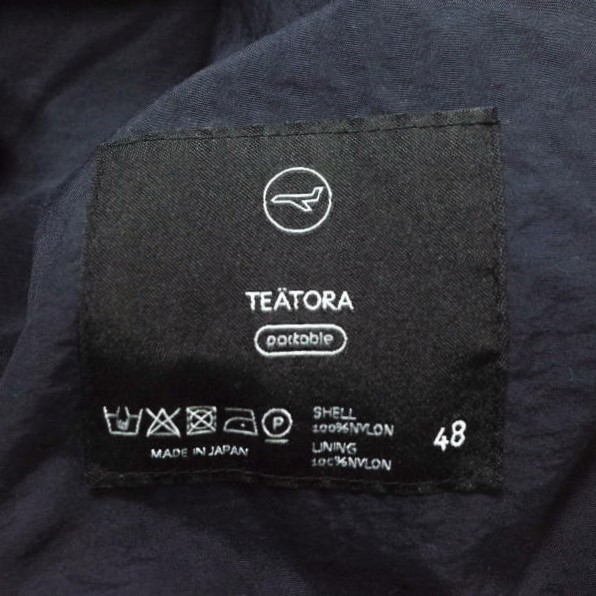 TEÄTORA
packable
P
SHELL
100%NYLON
LINING
100%NYLON
48
MADE IN JAPAN